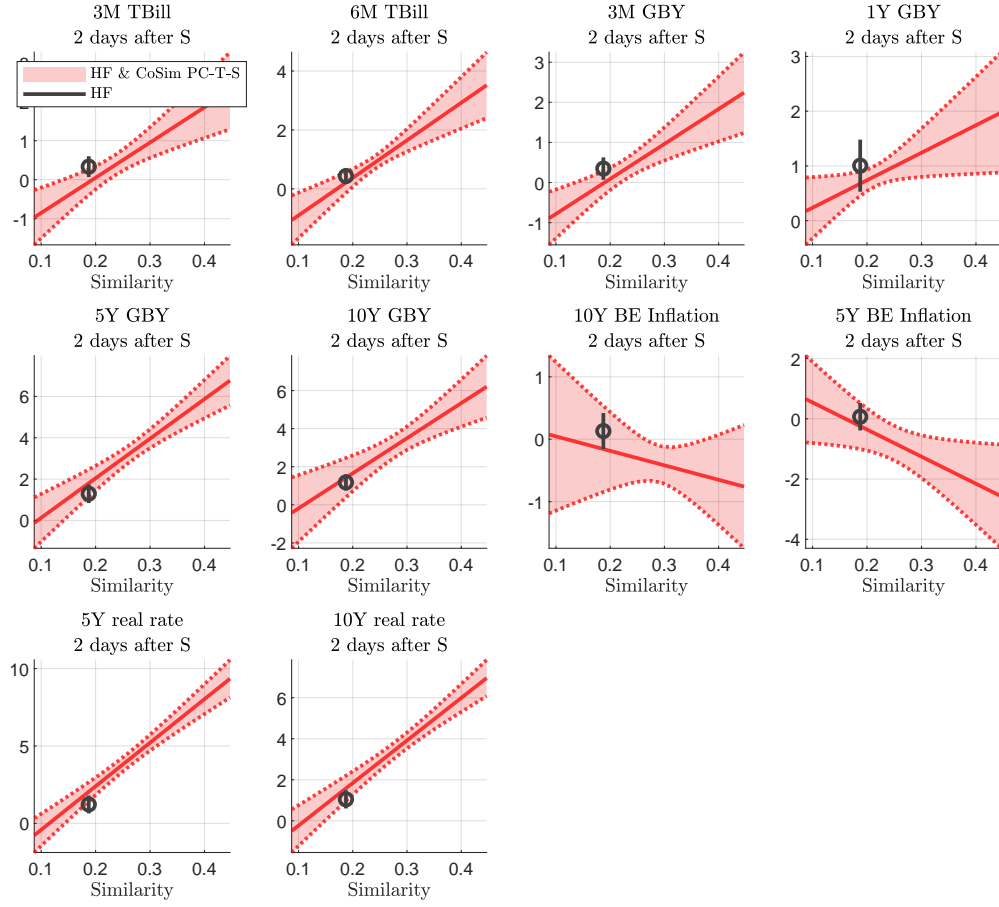 3M TBill
2 days after S
6M TBill
2 days after S
3M GBY
2 days after S
1Y GBY
2 days after S
HF & CoSim PC-T-S
HF
2
1
0
-1
0.1 0.2 0.3 0.4
Similarity
4
2
0
0.1 0.2 0.3 0.4
Similarity
3
2
1
0
-1
0.1 0.2 0.3 0.4
Similarity
3
2
1
0
0.1 0.2 0.3 0.4
Similarity
5Y GBY
2 days after S
10Y GBY
2 days after S
10Y BE Inflation
2 days after S
5Y BE Inflation
2 days after S
6
4
2
0
0.1 0.2 0.3 0.4
Similarity
6
4
2
0
-2
0.1 0.2 0.3 0.4
Similarity
1
0
-1
0.1 0.2 0.3 0.4
Similarity
2
0
-2
-4
0.1 0.2 0.3 0.4
Similarity
5Y real rate
2 days after S
10Y real rate
2 days after S
10
5
0
0.1 0.2 0.3 0.4
Similarity
6
4
2
0
0.1 0.2 0.3 0.4
Similarity